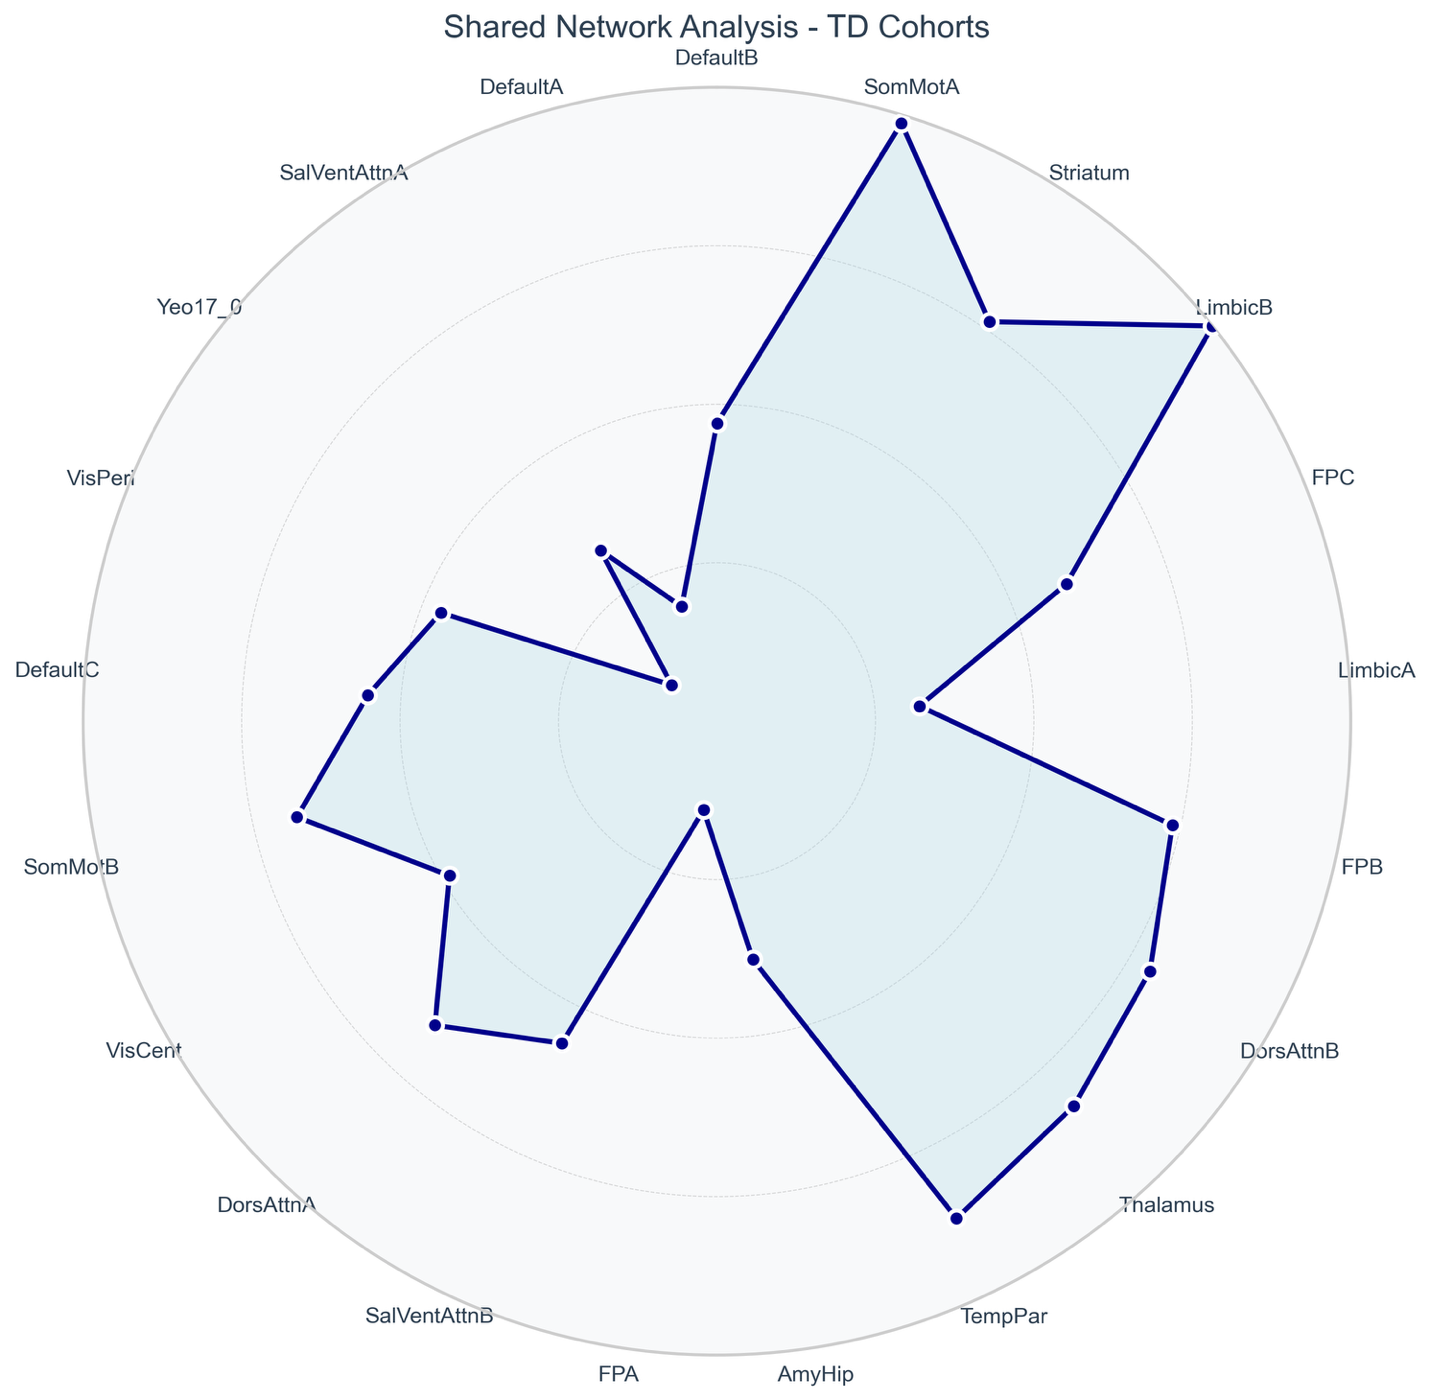 Shared Network Analysis - TD Cohorts
DefaultB
DefaultA
SomMotA
SalVentAttnA
Striatum
Yeo17_0
LimbicB
VisPeri
FPC
DefaultC
LimbicA
SomMotB
FPB
VisCent
DorsAttnB
DorsAttnA
Thalamus
SalVentAttnB
TempPar
FPA
AmyHip